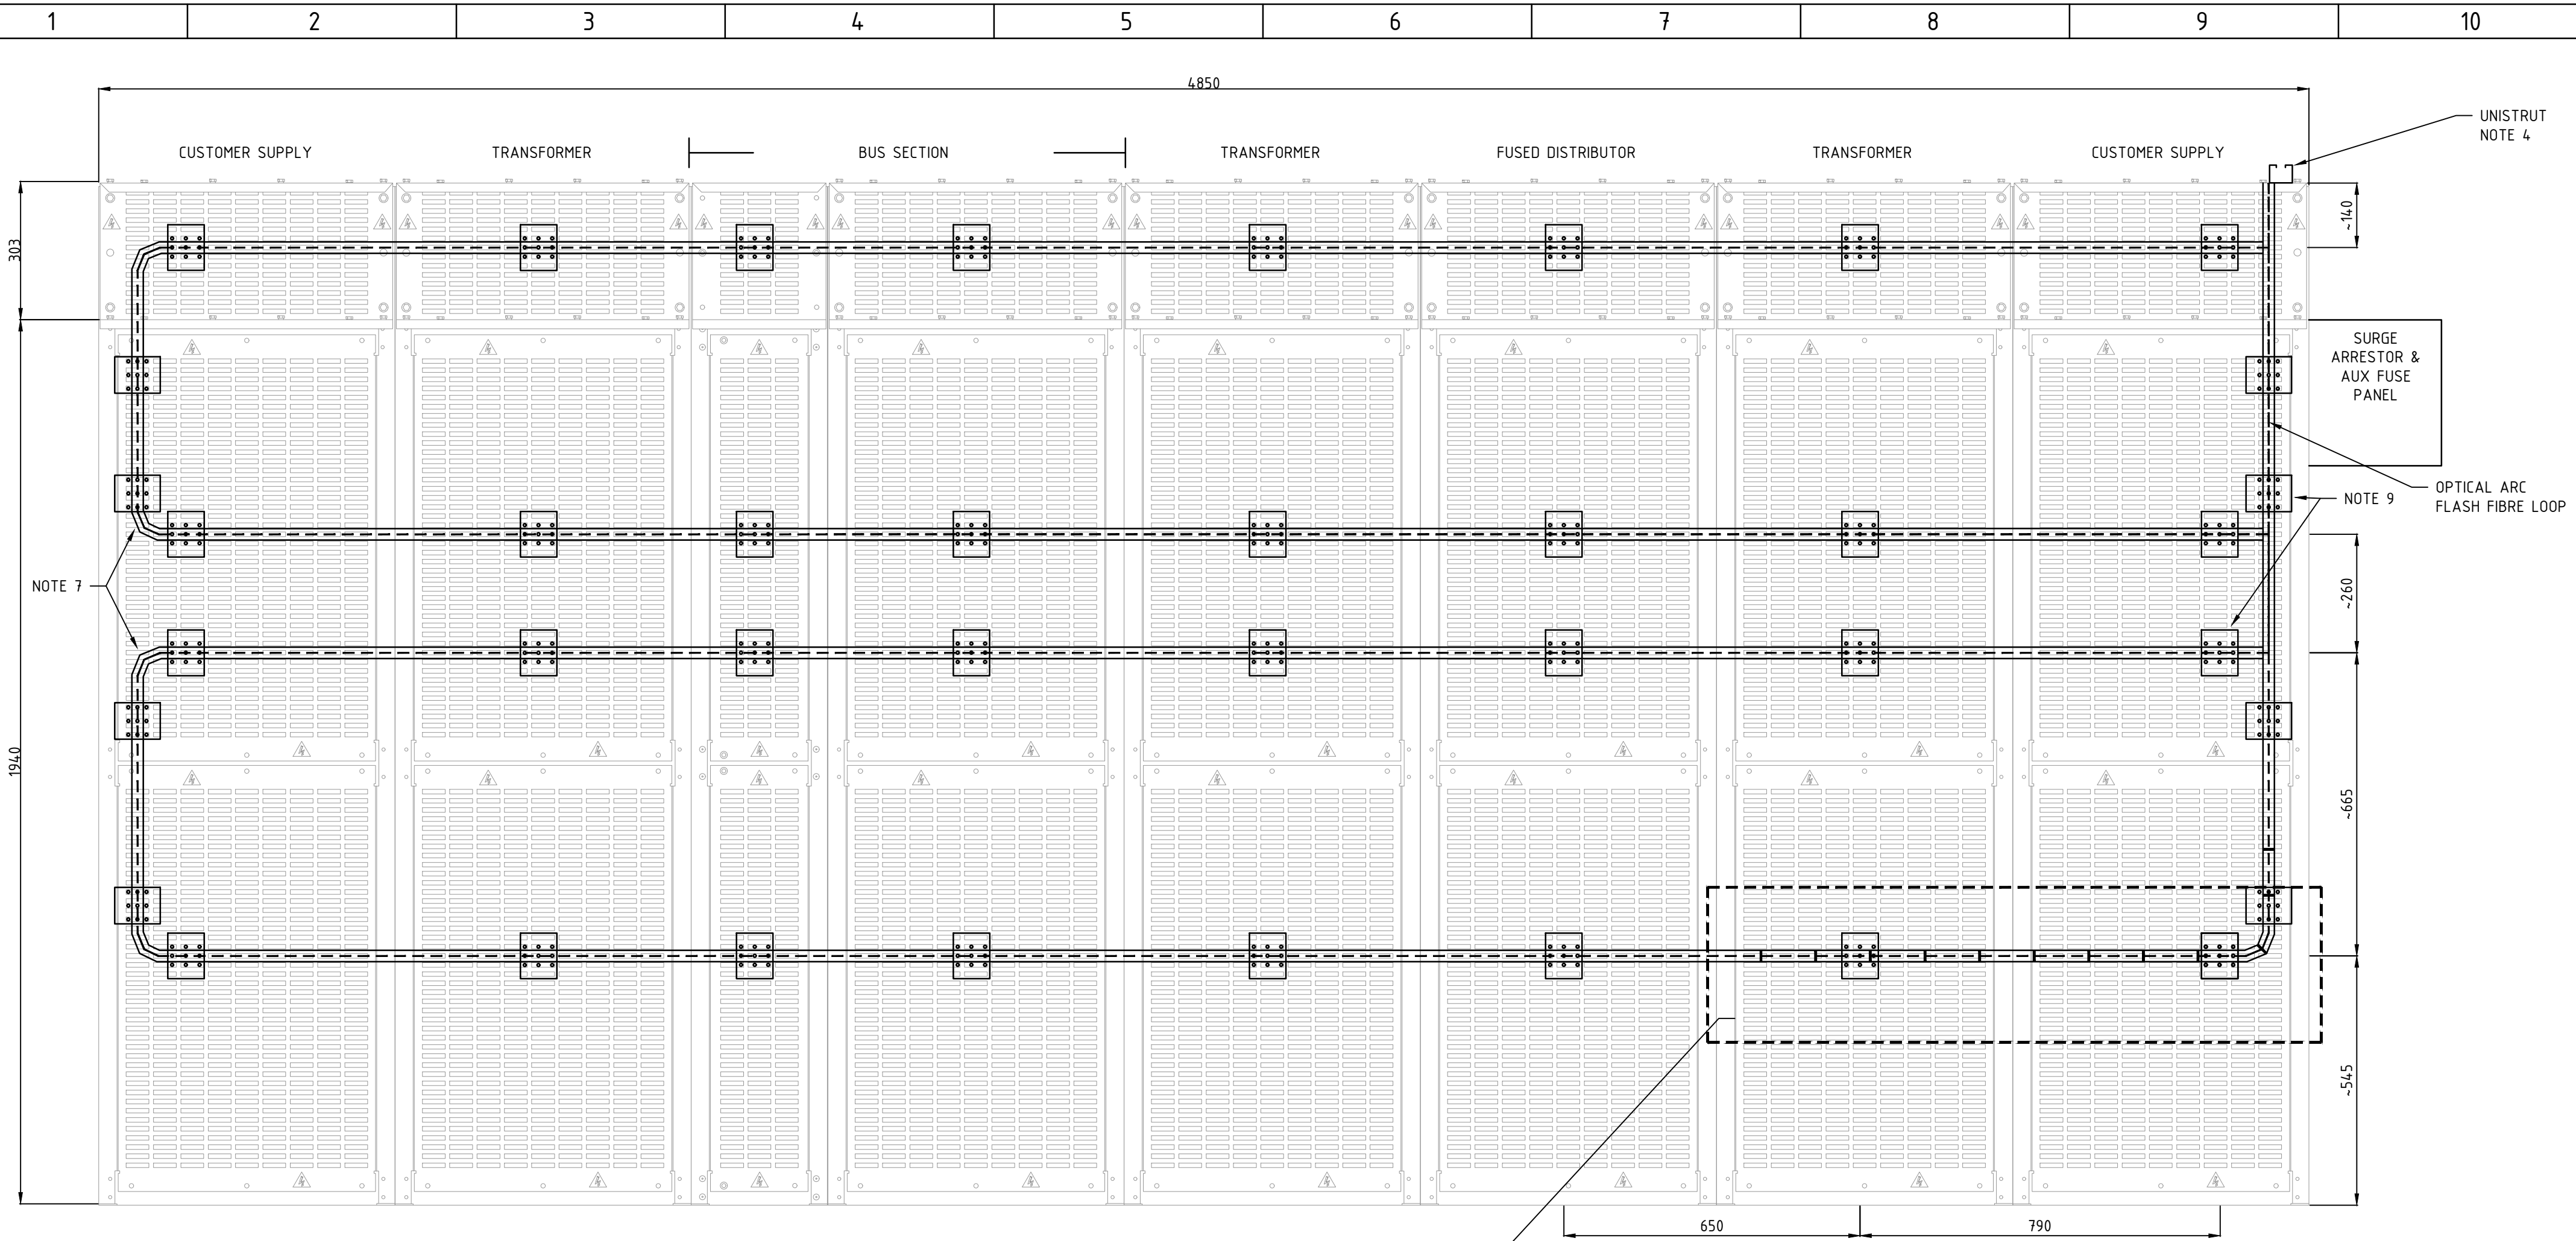 1 2 3 4 5 6 7 8 9 10
4850
UNISTRUT
NOTE 4
CUSTOMER SUPPLY TRANSFORMER BUS SECTION TRANSFORMER FUSED DISTRIBUTOR TRANSFORMER CUSTOMER SUPPLY
303
~140
SURGE
ARRESTOR &
AUX FUSE
PANEL
OPTICAL ARC
FLASH FIBRE LOOP
NOTE 9
NOTE 7
~260
1940
~665
~545
650 790